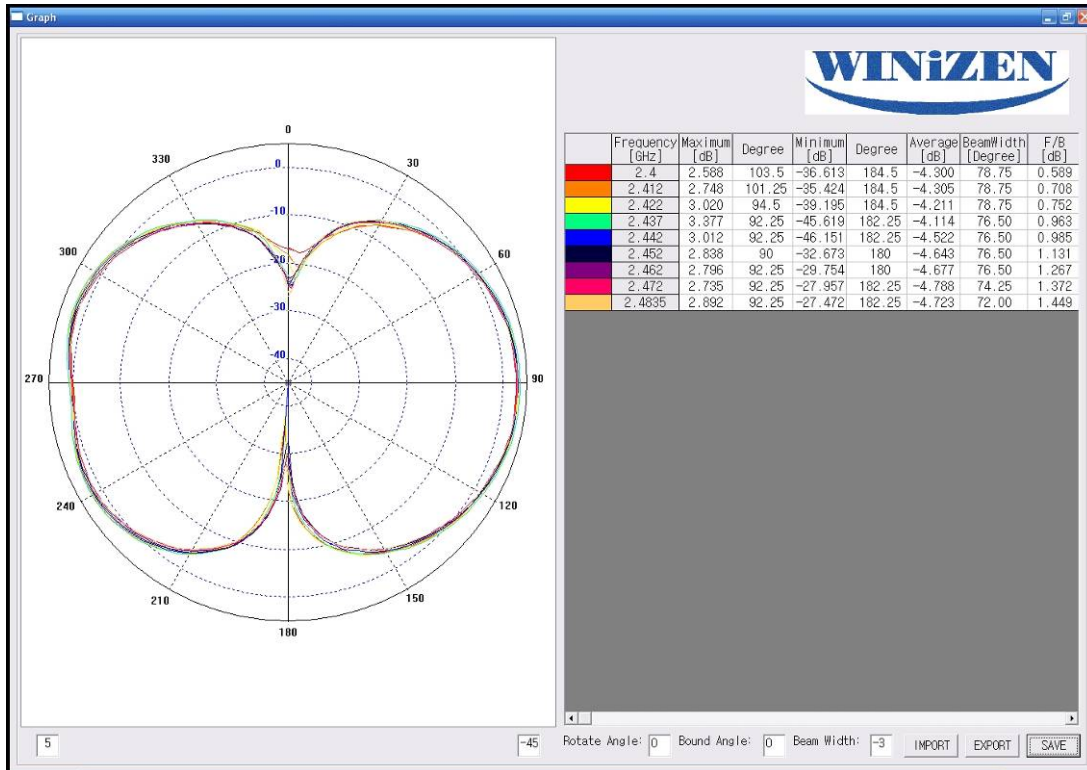 Graph
WINiZEN
0
330
30
0
-10
300
60
-20
-30
-40
270
90
240
120
210
150
180
Frequency [GHz] Maximum [dB] Degree Minimum [dB] Degree Average [dB] BeamWidth [Degree] F/B [dB]
2.4 2.588 103.5 -36.613 184.5 -4.300 78.75 0.589
2.412 2.748 101.25 -35.424 184.5 -4.305 78.75 0.708
2.422 3.020 94.5 -39.195 184.5 -4.211 78.75 0.752
2.437 3.377 92.25 -45.619 182.25 -4.114 76.50 0.963
2.442 3.012 92.25 -46.151 182.25 -4.522 76.50 0.985
2.452 2.838 90 -32.673 180 -4.643 76.50 1.131
2.462 2.796 92.25 -29.754 180 -4.677 76.50 1.267
2.472 2.735 92.25 -27.957 182.25 -4.788 74.25 1.372
2.4835 2.892 92.25 -27.472 182.25 -4.723 72.00 1.449
5 -45 Rotate Angle: 0 Bound Angle: 0 Beam Width: -3 IMPORT EXPORT SAVE